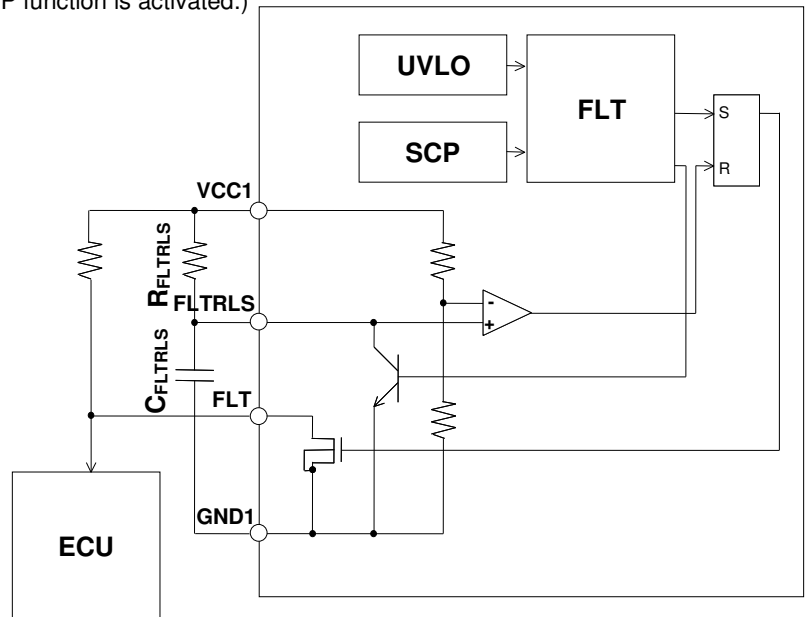 P function is activated.)
UVLO
FLT
S
SCP
R
VCC1
RFLTRLS
FLTRLS
-
+
CFLTRLS
FLT
GND1
ECU